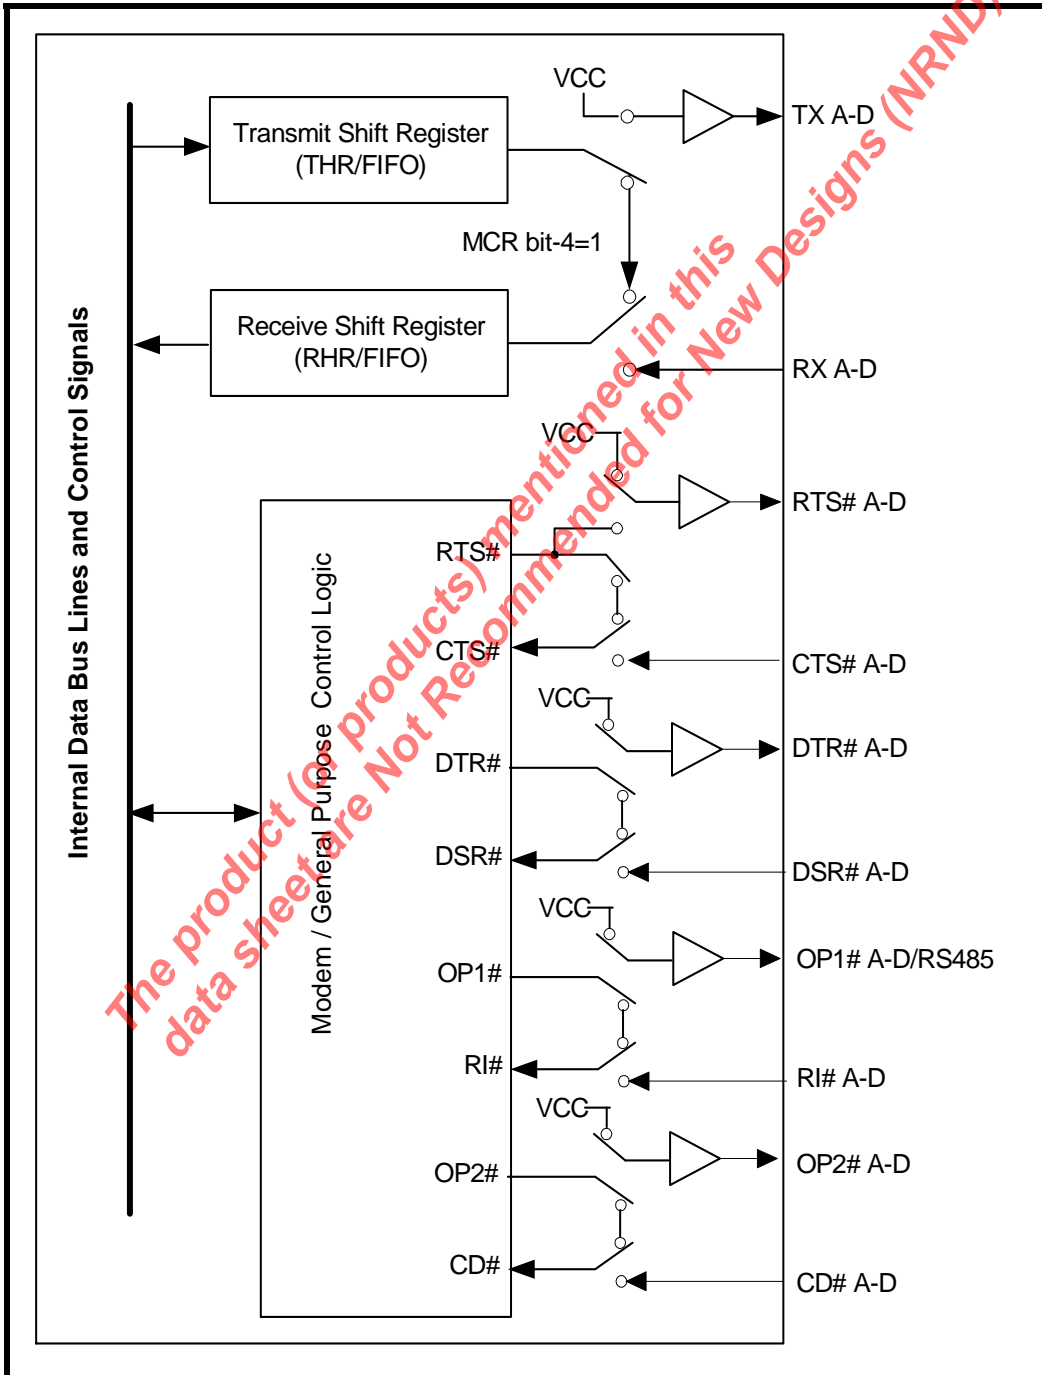 VCC
TX A-D
Transmit Shift Register
(THR/FIFO)
MCR bit-4=1
Receive Shift Register
(RHR/FIFO)
RX A-D
Internal Data Bus Lines and Control Signals
VCC
RTS# A-D
Modem / General Purpose Control Logic
RTS#
CTS#
CTS# A-D
VCC
DTR# A-D
DTR#
DSR#
DSR# A-D
VCC
OP1# A-D/RS485
OP1#
RI#
RI# A-D
VCC
OP2# A-D
OP2#
CD#
CD# A-D
The product (or products) mentioned in this
data sheet are Not Recommended for New Designs (NRND)